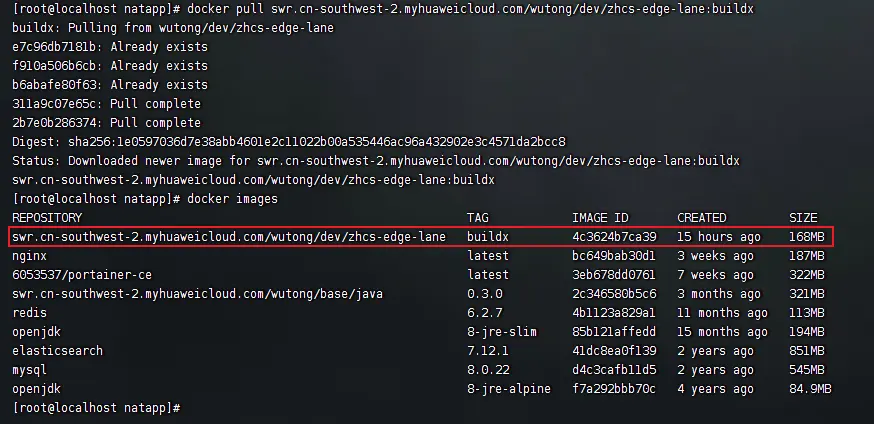 [root@localhost natapp]# docker pull swr.cn-southwest-2.myhuaweicloud.com/wutong/dev/zhcs-edge-lane:buildx
buildx: Pulling from wutong/dev/zhcs-edge-lane
e7c96db7181b: Already exists
f910a506b6cb: Already exists
b6abafe80f63: Already exists
311a9c07e65c: Pull complete
2b7e0b286374: Pull complete
Digest: sha256:1e0597036d7e38abb4601e2c11022b00a535446ac96a432902e3c4571da2bcc8
Status: Downloaded newer image for swr.cn-southwest-2.myhuaweicloud.com/wutong/dev/zhcs-edge-lane:buildx
swr.cn-southwest-2.myhuaweicloud.com/wutong/dev/zhcs-edge-lane:buildx
[root@localhost natapp]# docker images
REPOSITORY TAG IMAGE ID CREATED SIZE
swr.cn-southwest-2.myhuaweicloud.com/wutong/dev/zhcs-edge-lane buildx 4c3624b7ca39 15 hours ago 168MB
nginx latest bc649bab30d1 3 weeks ago 187MB
6053537/portainer-ce latest 3eb678dd0761 7 weeks ago 322MB
swr.cn-southwest-2.myhuaweicloud.com/wutong/base/java 0.3.0 2c346580b5c6 3 months ago 321MB
redis 6.2.7 4b1123a829a1 11 months ago 113MB
openjdk 8-jre-slim 85b121affedd 15 months ago 194MB
elasticsearch 7.12.1 41dc8ea0f139 2 years ago 851MB
mysql 8.0.22 d4c3cafb11d5 2 years ago 545MB
openjdk 8-jre-alpine f7a292bbb70c 4 years ago 84.9MB
[root@localhost natapp]#